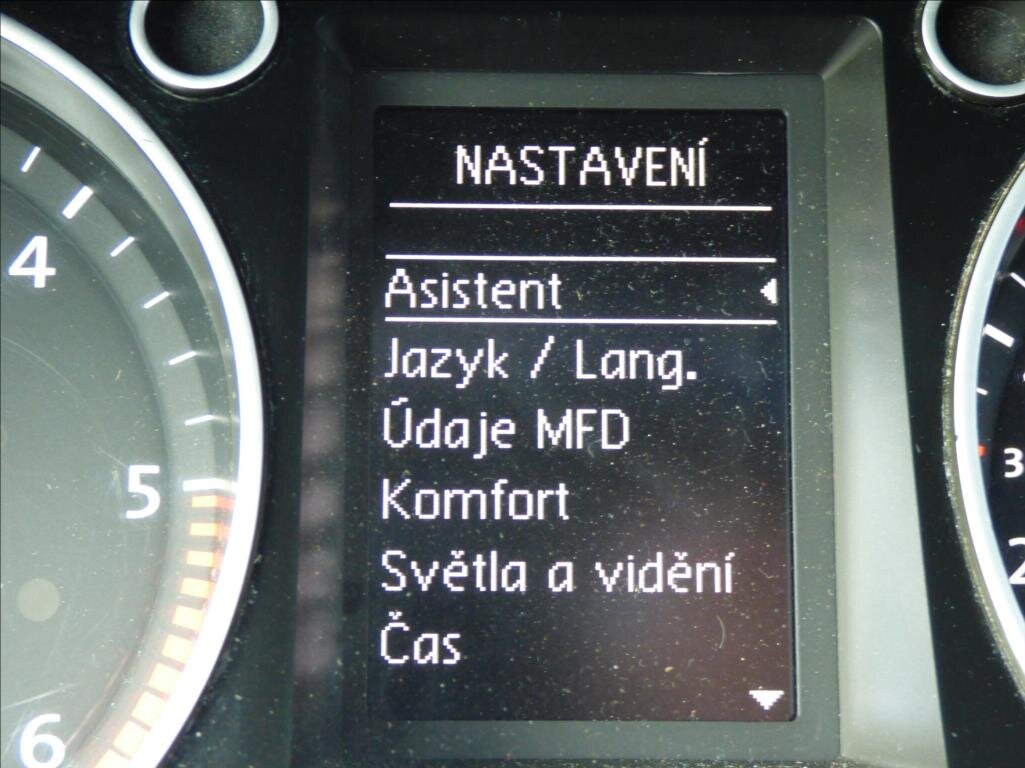 NASTAVENÍ
Asistent
Jazyk / Lang.
Údaje MFD
Komfort
Světla a vidění
Čas
4
5
6
3
2